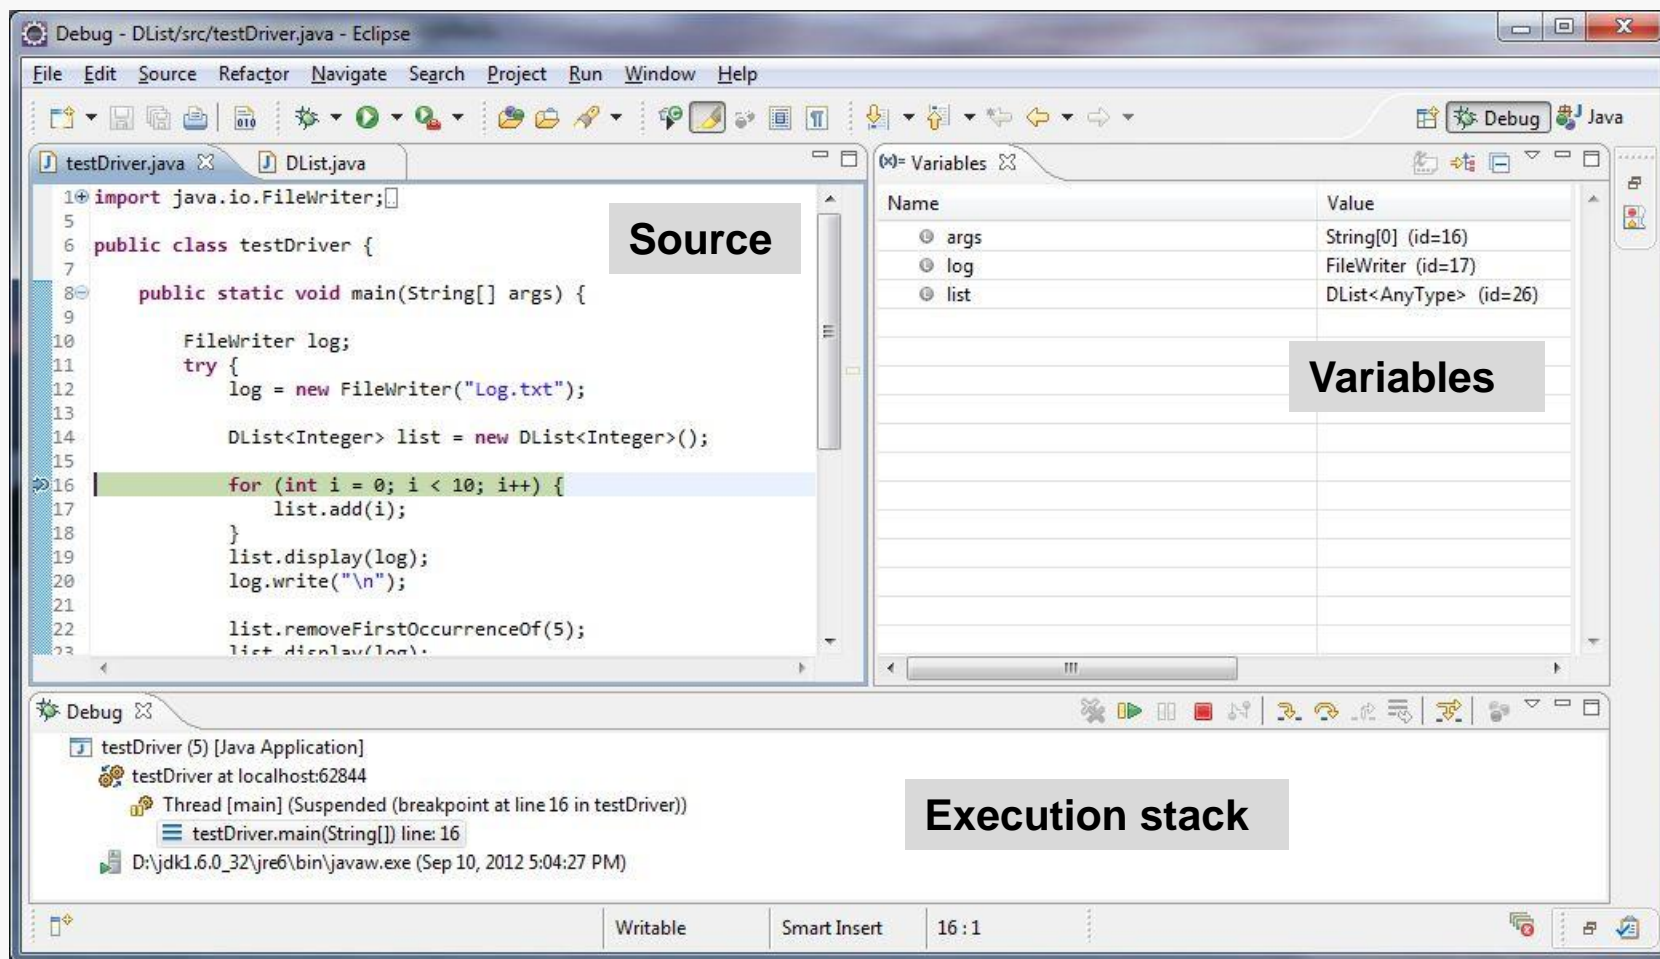 Debug - DList/src/testDriver.java - Eclipse
File Edit Source Refactor Navigate Search Project Run Window Help
Debug Java
testDriver.java DList.java
1 import java.io.FileWriter;
5
6 public class testDriver {
7
8 public static void main(String[] args) {
9
10 FileWriter log;
11 try {
12 log = new FileWriter("Log.txt");
13
14 DList<Integer> list = new DList<Integer>();
15
16 for (int i = 0; i < 10; i++) {
17 list.add(i);
18 }
19 list.display(log);
20 log.write("\n");
21
22 list.removeFirstOccurrenceOf(5);
23 list.display(log);
Source
(x)= Variables
Name Value
args String[0] (id=16)
log FileWriter (id=17)
list DList<AnyType> (id=26)
Variables
Debug
testDriver (5) [Java Application]
testDriver at localhost:62844
Thread [main] (Suspended (breakpoint at line 16 in testDriver))
testDriver.main(String[]) line: 16
D:\jdk1.6.0_32\jre6\bin\javaw.exe (Sep 10, 2012 5:04:27 PM)
Execution stack
Writable Smart Insert 16 : 1